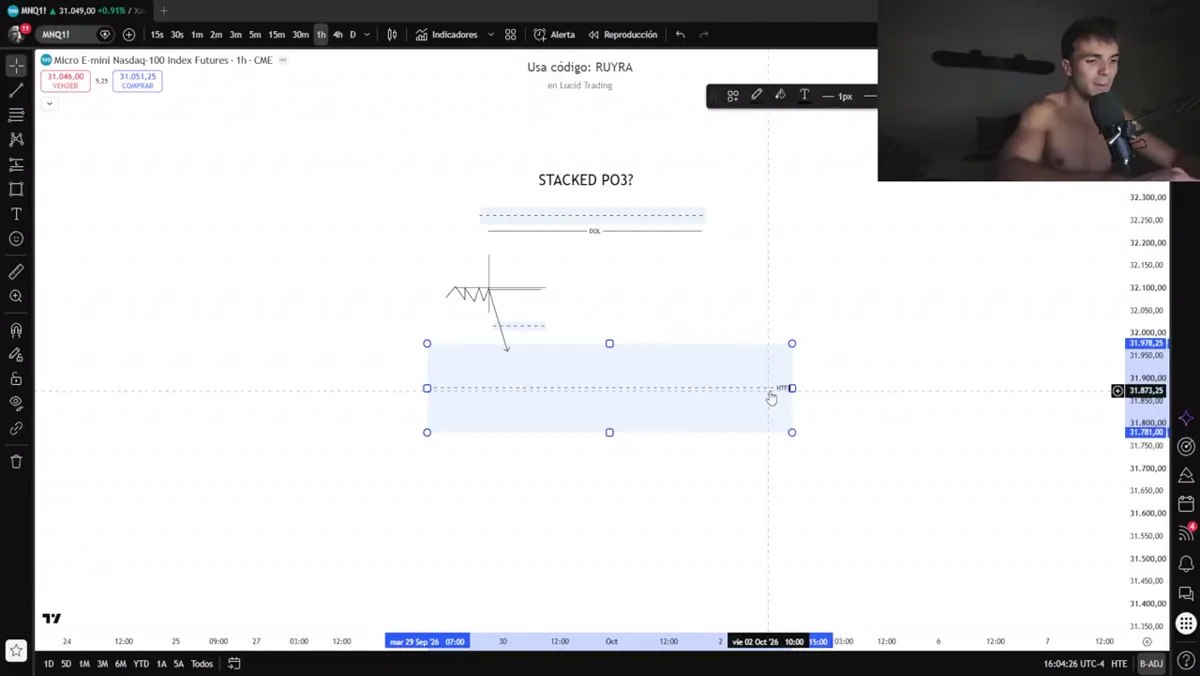 MNQ1! ▲ 31.049,00 +0.91% /
11
MNQ1!
15s 30s 1m 2m 3m 5m 15m 30m 1h 4h D
Indicadores
Alerta
Reproducción
Micro E-mini Nasdaq-100 Index Futures · 1h · CME
31.046,00
VENDER
5,25
31.051,25
COMPRAR
Usa código: RUYRA
en Lucid Trading
1px
STACKED PO3?
DOL
32.300,00
32.250,00
32.200,00
32.150,00
32.100,00
32.050,00
32.000,00
31.978,25
31.950,00
31.900,00
31.873,25
31.850,00
31.800,00
31.781,00
31.750,00
31.700,00
31.650,00
31.600,00
31.550,00
31.500,00
31.450,00
31.400,00
31.350,00
4
24 12:00 25 09:00 27 03:00 12:00 mar 29 Sep '26 07:00 30 12:00 Oct 12:00 2 vie 02 Oct '26 10:00 15:00 03:00 12:00 6 12:00 7 12:00
1D 5D 1M 3M 6M YTD 1A 5A Todos
16:04:26 UTC-4 HTE B-ADJ